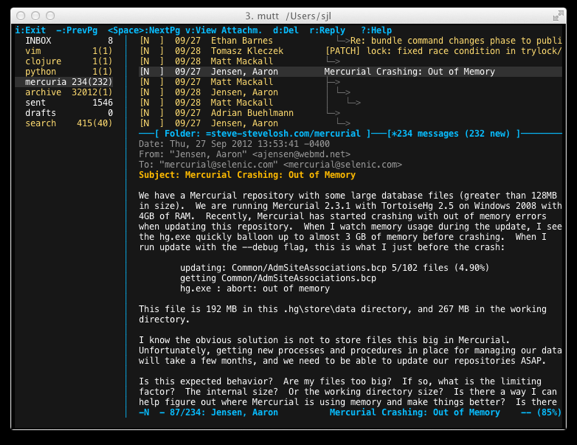 3. mutt  /Users/sjl
i:Exit  -:PrevPg  <Space>:NextPg v:View Attachm.  d:Del  r:Reply  ?:Help
INBOX 8 [N ] 09/27 Ethan Barnes └─>Re: bundle command changes phase to publi
vim 1(1) [N ] 09/28 Tomasz Kleczek [PATCH] lock: fixed race condition in trylock/
clojure 1(1) [N ] 09/28 Matt Mackall └─>
python 1(1) [N ] 09/27 Jensen, Aaron Mercurial Crashing: Out of Memory
mercuria 234(232) [N ] 09/27 Matt Mackall ├─>
archive 32012(1) [N ] 09/28 Jensen, Aaron │ └─>
sent 1546 [N ] 09/28 Matt Mackall │   └─>
drafts 0 [N ] 09/27 Adrian Buehlmann └─>
search 415(40) [N ] 09/28 Jensen, Aaron   └─>
───[ Folder: =steve-stevelosh.com/mercurial ]───[*234 messages (232 new) ]───
Date: Thu, 27 Sep 2012 13:53:41 -0400
From: "Jensen, Aaron" <ajensen@webmd.net>
To: "mercurial@selenic.com" <mercurial@selenic.com>
Subject: Mercurial Crashing: Out of Memory
We have a Mercurial repository with some large database files (greater than 128MB
in size).  We are running Mercurial 2.3.1 with TortoiseHg 2.5 on Windows 2008 with
4GB of RAM.  Recently, Mercurial has started crashing with out of memory errors
when updating this repository.  When I watch memory usage during the update, I see
the hg.exe quickly balloon up to almost 3 GB of memory before crashing.  When I
run update with the --debug flag, this is what I just before the crash:
updating: Common/AdmSiteAssociations.bcp 5/102 files (4.90%)
getting Common/AdmSiteAssociations.bcp
hg.exe : abort: out of memory
This file is 192 MB in this .hg\store\data directory, and 267 MB in the working
directory.
I know the obvious solution is not to store files this big in Mercurial.
Unfortunately, getting new processes and procedures in place for managing our data
will take a few months, and we need to be able to update our repositories ASAP.
Is this expected behavior?  Are my files too big?  If so, what is the limiting
factor?  The internal size?  Or the working directory size?  Is there a way I can
help figure out where Mercurial is using memory and make things better?  Is there
-N  - 87/234: Jensen, Aaron          Mercurial Crashing: Out of Memory    -- (85%)